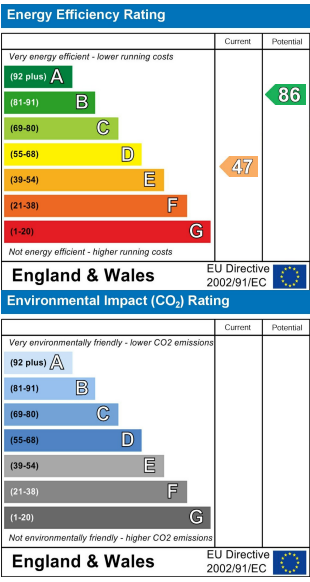 Energy Efficiency Rating
Current Potential
Very energy efficient - lower running costs
(92 plus) A
(81-91) B
86
(69-80) C
(55-68) D
47
(39-54) E
(21-38) F
(1-20) G
Not energy efficient - higher running costs
England & Wales
EU Directive
2002/91/EC
Environmental Impact (CO₂) Rating
Current Potential
Very environmentally friendly - lower CO2 emissions
(92 plus) A
(81-91) B
(69-80) C
(55-68) D
(39-54) E
(21-38) F
(1-20) G
Not environmentally friendly - higher CO2 emissions
England & Wales
EU Directive
2002/91/EC